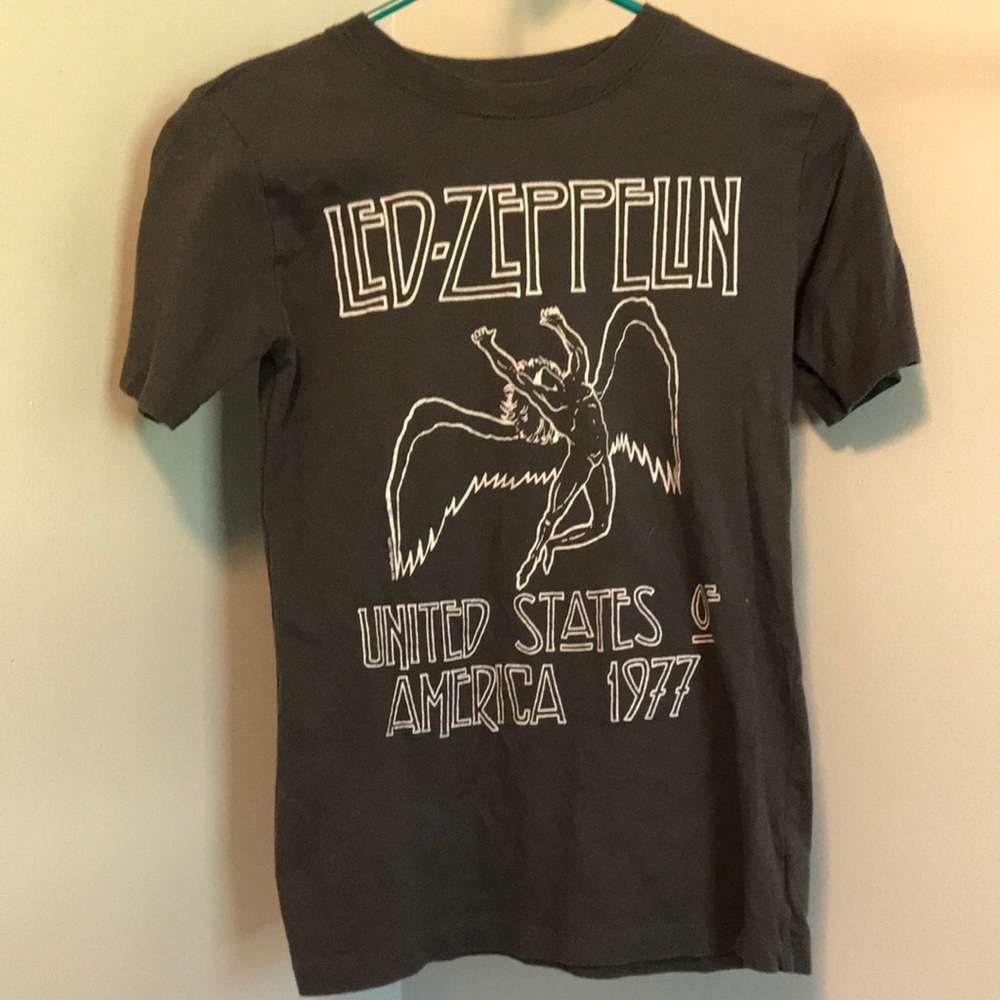 LED-ZEPPELIN
UNITED STATES OF
AMERICA 1977